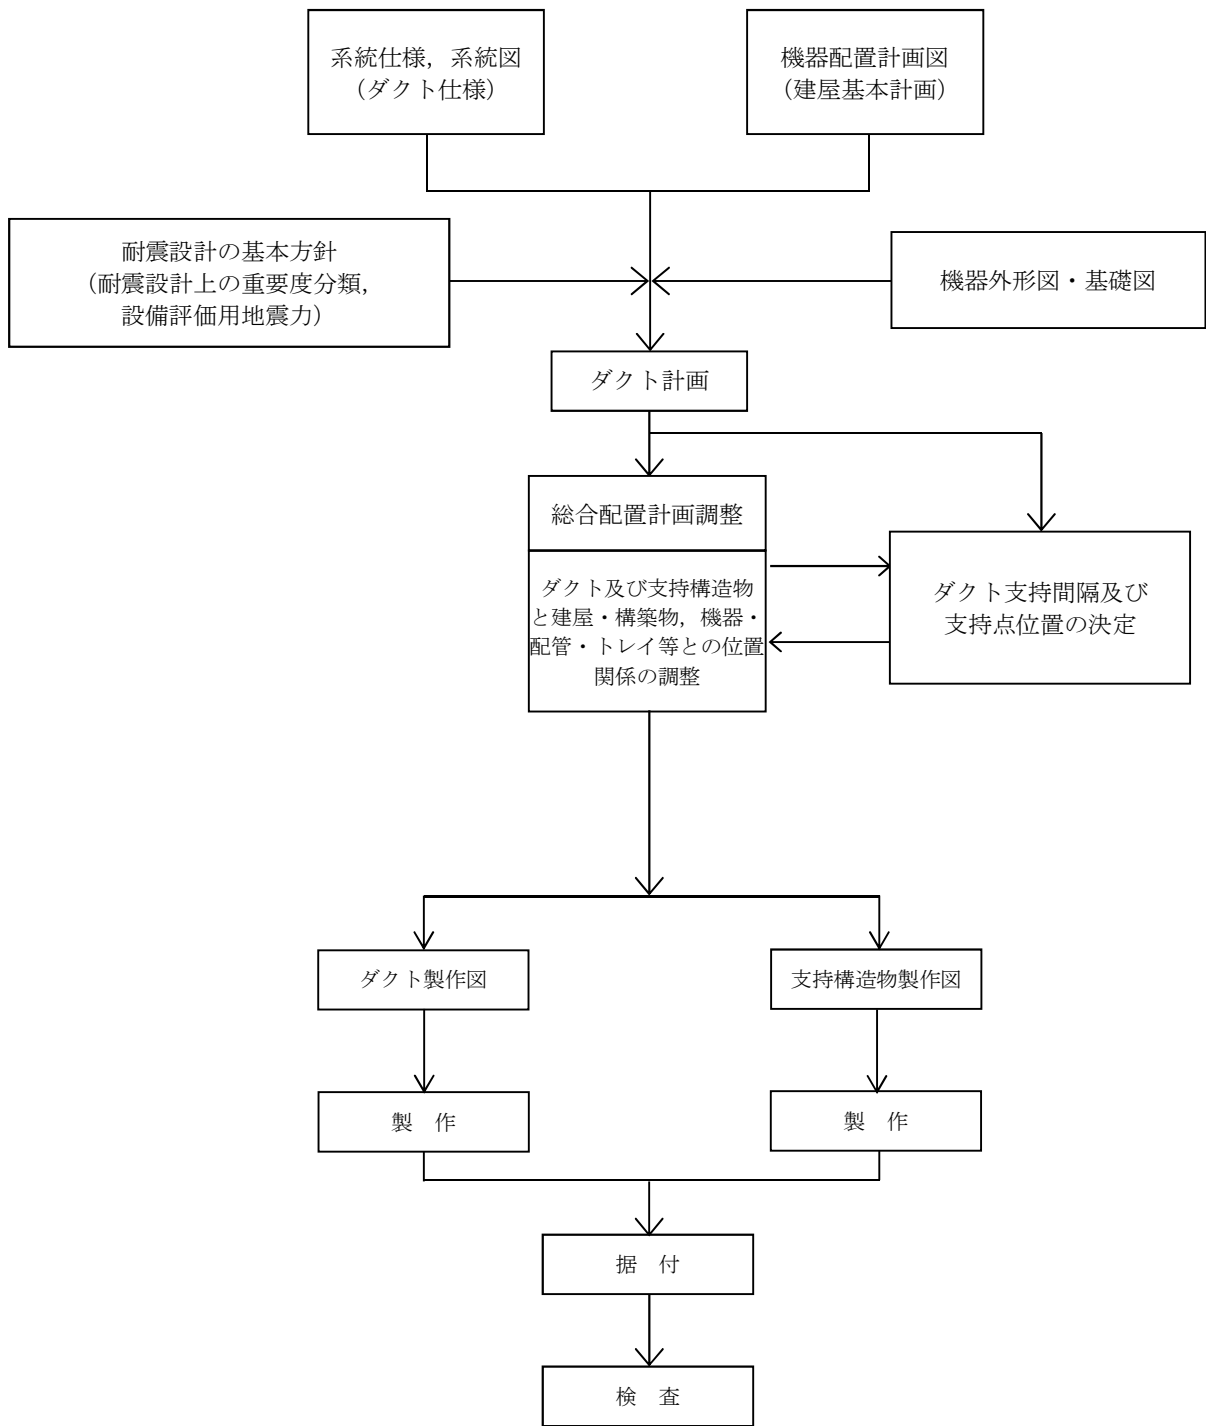 系統仕様，系統図
（ダクト仕様）
機器配置計画図
（建屋基本計画）
耐震設計の基本方針
（耐震設計上の重要度分類，
設備評価用地震力）
機器外形図・基礎図
ダクト計画
総合配置計画調整
ダクト及び支持構造物
と建屋・構築物，機器・
配管・トレイ等との位置
関係の調整
ダクト支持間隔及び
支持点位置の決定
ダクト製作図
支持構造物製作図
製　作
製　作
据　付
検　査